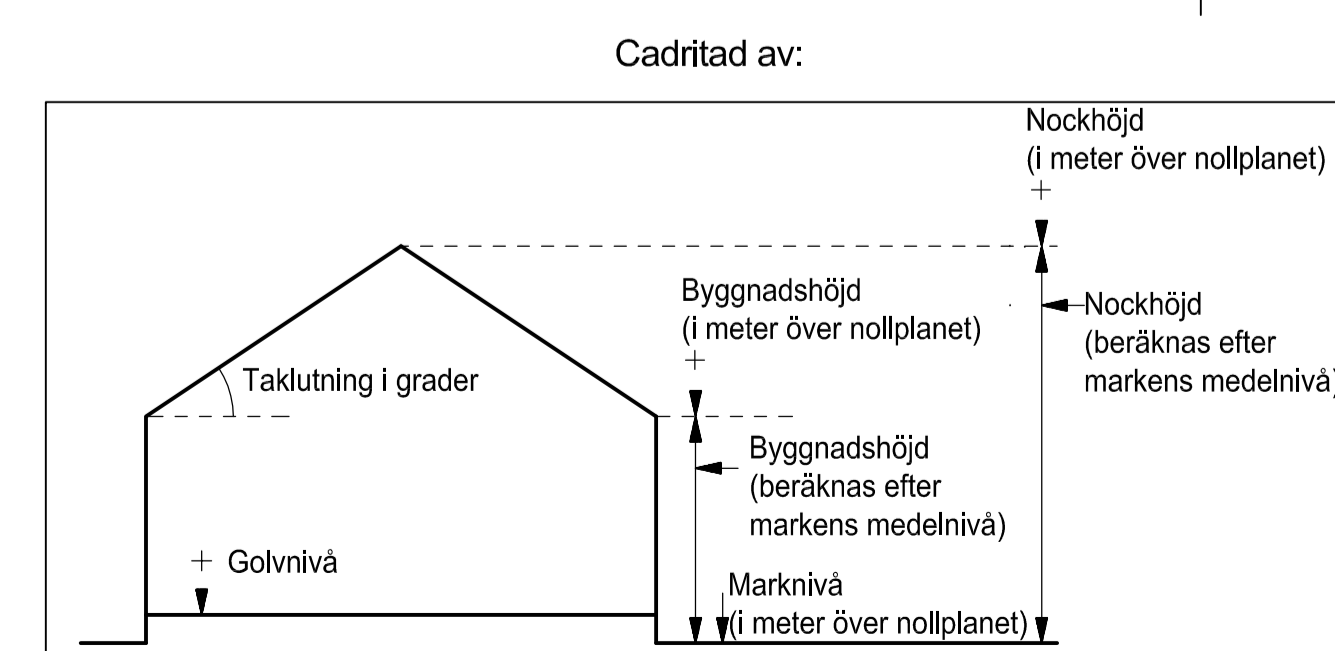 Cadritad av:
Nockhöjd
(i meter över nollplanet)
+
Byggnadshöjd
(i meter över nollplanet)
+
Nockhöjd
(beräknas efter
markens medelnivå)
Taklutning i grader
Byggnadshöjd
(beräknas efter
markens medelnivå)
+ Golvnivå
Marknivå
(i meter över nollplanet)